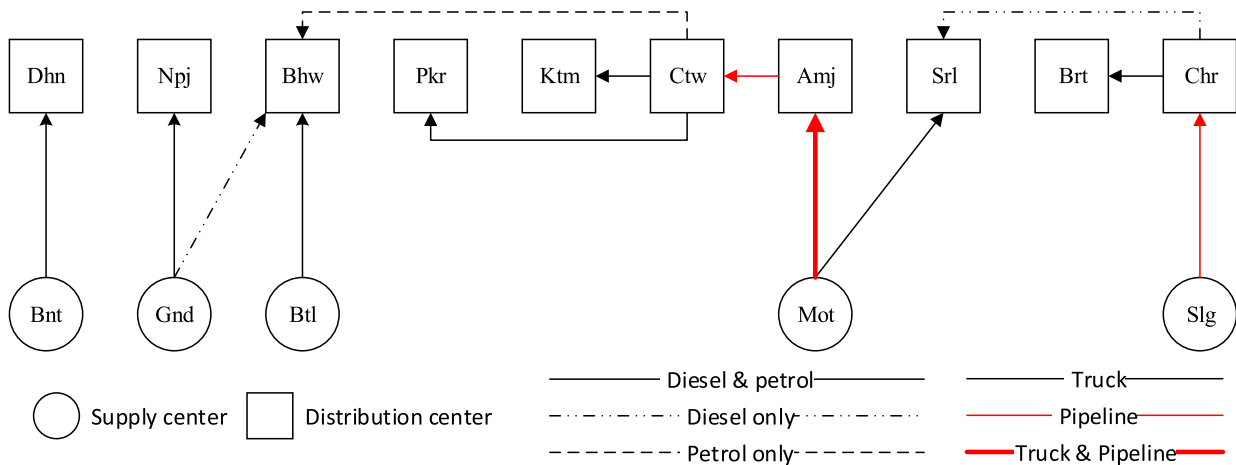 Dhn Npj Bhw Pkr Ktm Ctw Amj Srl Brt Chr
Bnt Gnd Btl Mot Slg
Diesel & petrol Truck
Supply center Distribution center Diesel only Pipeline
Petrol only Truck & Pipeline